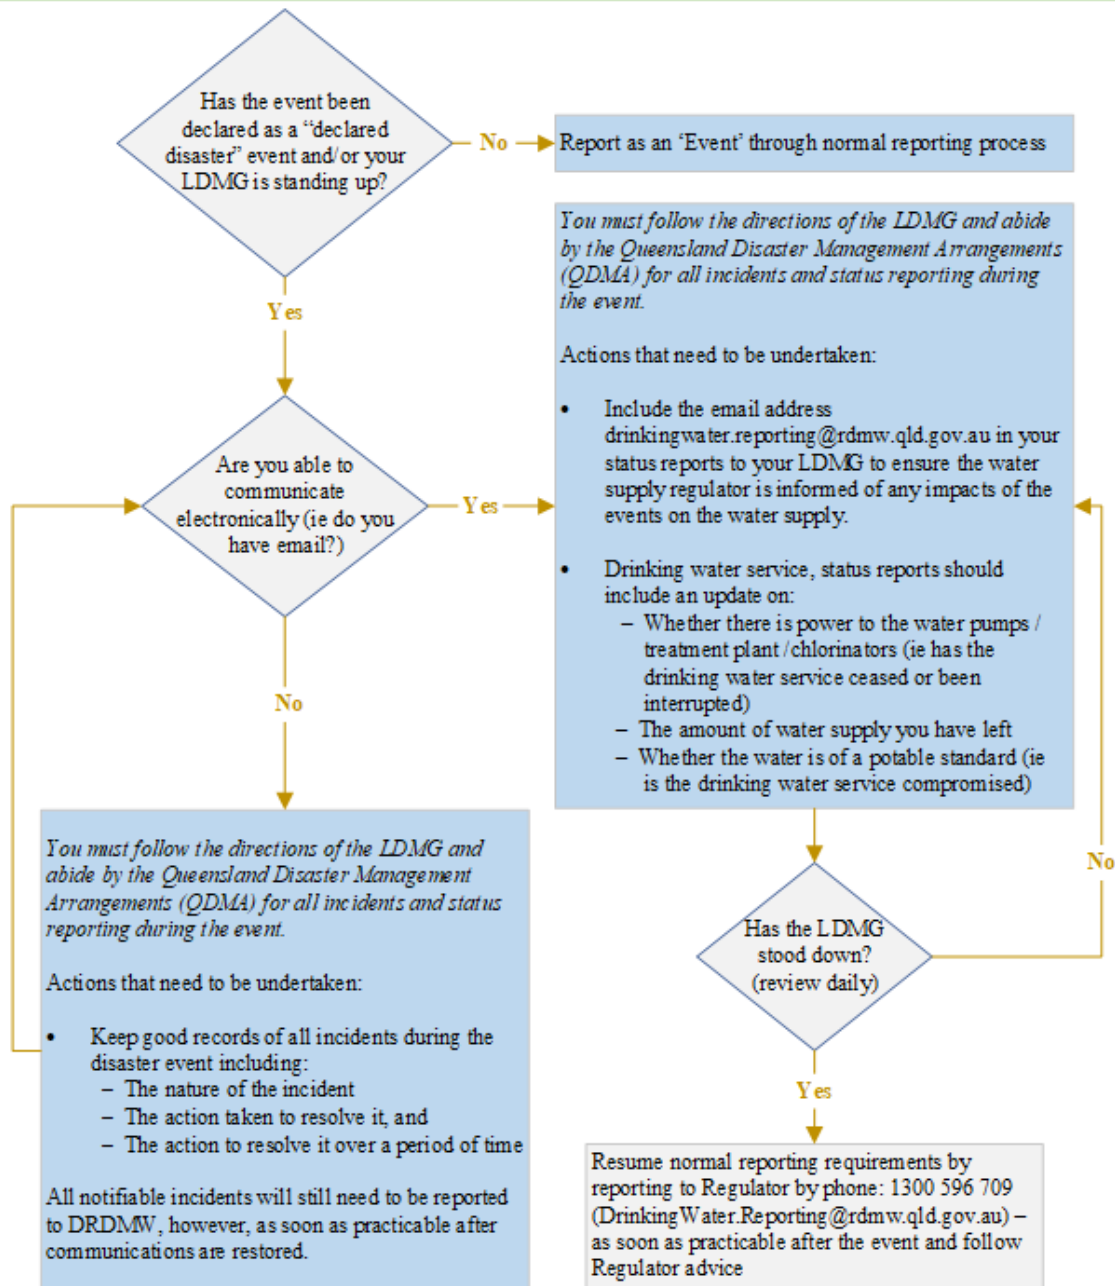 Has the event been
declared as a “declared
disaster” event and/or your
LDMG is standing up?
No
Report as an ‘Event’ through normal reporting process
Yes
You must follow the directions of the LDMG and abide
by the Queensland Disaster Management Arrangements
(QDMA) for all incidents and status reporting during
the event.
Actions that need to be undertaken:
• Include the email address
drinkingwater.reporting@rdmw.qld.gov.au in your
status reports to your LDMG to ensure the water
supply regulator is informed of any impacts of the
events on the water supply.
• Drinking water service, status reports should
include an update on:
– Whether there is power to the water pumps /
treatment plant /chlorinators (ie has the
drinking water service ceased or been
interrupted)
– The amount of water supply you have left
– Whether the water is of a potable standard (ie
is the drinking water service compromised)
Are you able to
communicate
electronically (ie do you
have email?)
Yes
No
You must follow the directions of the LDMG and
abide by the Queensland Disaster Management
Arrangements (QDMA) for all incidents and status
reporting during the event.
Actions that need to be undertaken:
• Keep good records of all incidents during the
disaster event including:
– The nature of the incident
– The action taken to resolve it, and
– The action to resolve it over a period of time
All notifiable incidents will still need to be reported
to DRDMW, however, as soon as practicable after
communications are restored.
Has the LDMG
stood down?
(review daily)
No
Yes
Resume normal reporting requirements by
reporting to Regulator by phone: 1300 596 709
(DrinkingWater.Reporting@rdmw.qld.gov.au) –
as soon as practicable after the event and follow
Regulator advice